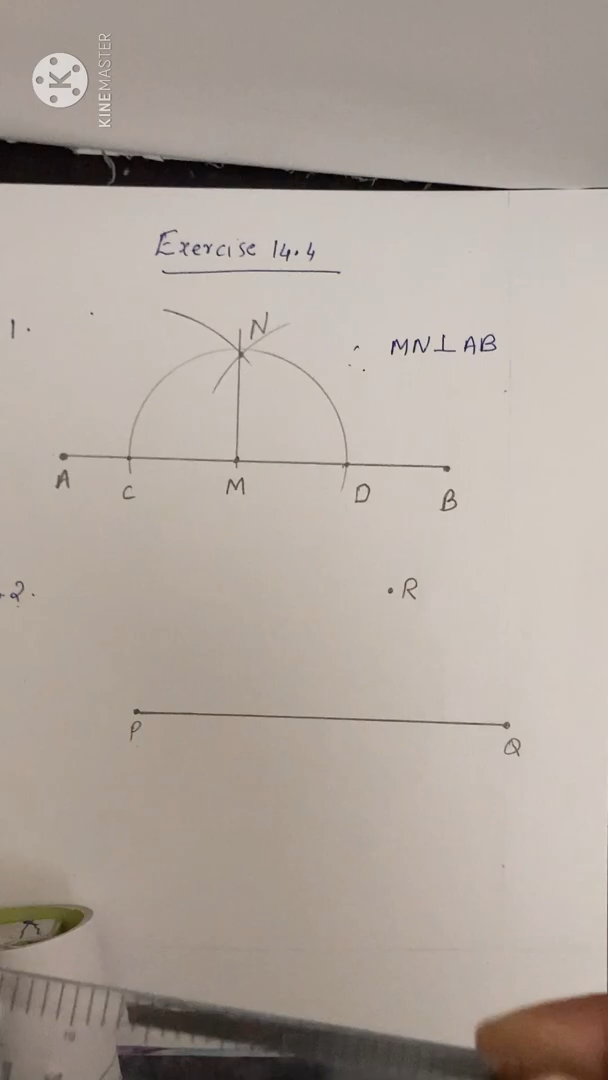 KINEMASTER
Exercise 14.4
1.
N
∴ MN⊥AB
A
C
M
D
B
2.
R
P
Q